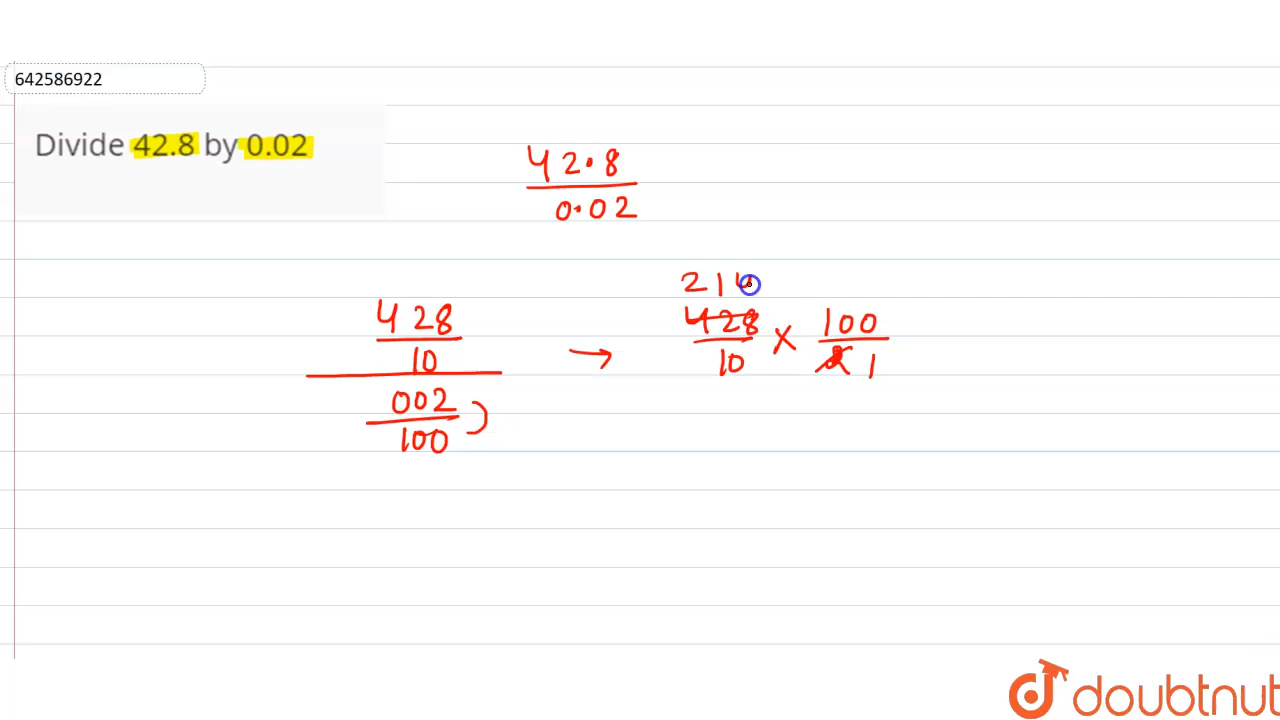 642586922
Divide 42.8 by 0.02
42.8
0.02
214
428 428 × 100
10 → 10 2 1
002 )
100
doubtnut